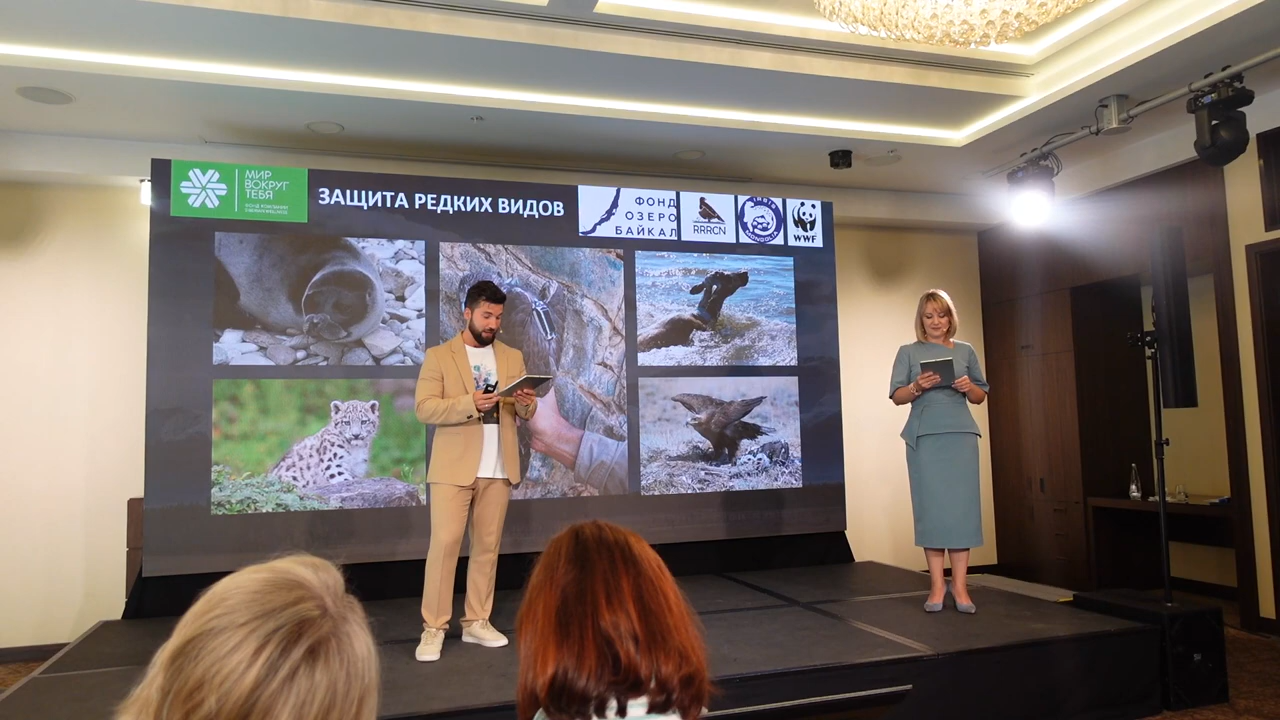 МИР
ВОКРУГ
ТЕБЯ
ЗАЩИТА РЕДКИХ ВИДОВ
ФОНД
ОЗЕРО
БАЙКАЛ
RRRCN
WWF